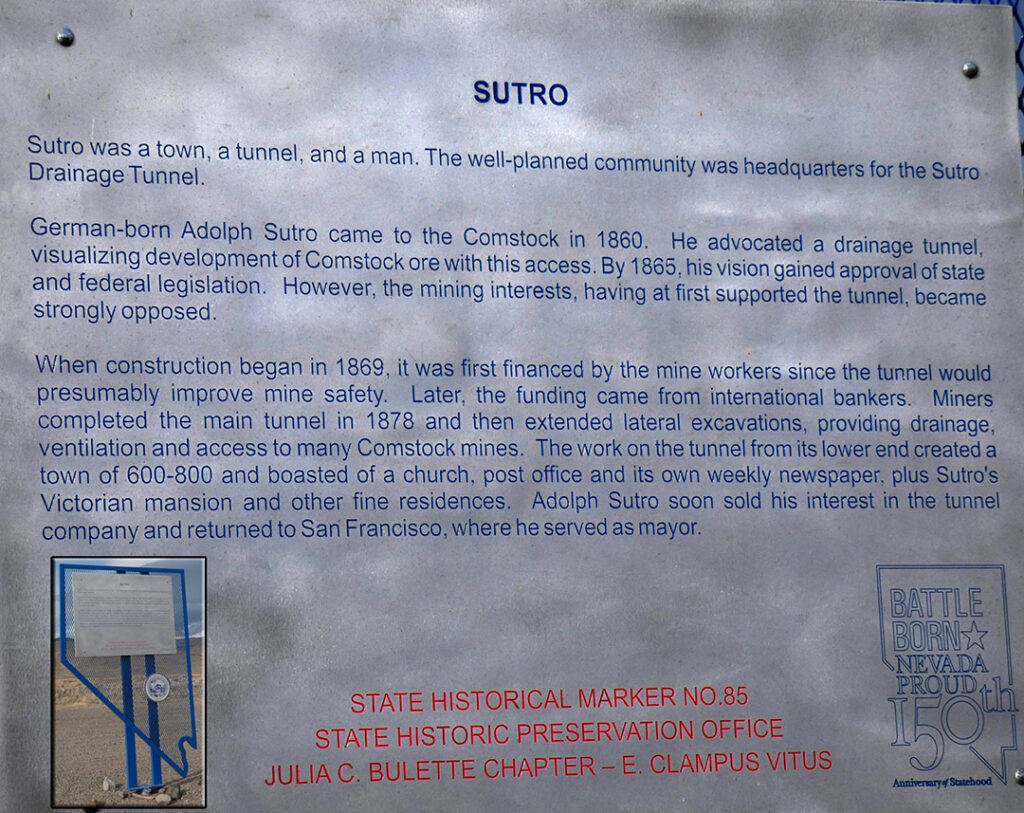 SUTRO
Sutro was a town, a tunnel, and a man. The well-planned community was headquarters for the Sutro
Drainage Tunnel.
German-born Adolph Sutro came to the Comstock in 1860. He advocated a drainage tunnel,
visualizing development of Comstock ore with this access. By 1865, his vision gained approval of state
and federal legislation. However, the mining interests, having at first supported the tunnel, became
strongly opposed.
When construction began in 1869, it was first financed by the mine workers since the tunnel would
presumably improve mine safety. Later, the funding came from international bankers. Miners
completed the main tunnel in 1878 and then extended lateral excavations, providing drainage,
ventilation and access to many Comstock mines. The work on the tunnel from its lower end created a
town of 600-800 and boasted of a church, post office and its own weekly newspaper, plus Sutro's
Victorian mansion and other fine residences. Adolph Sutro soon sold his interest in the tunnel
company and returned to San Francisco, where he served as mayor.
STATE HISTORICAL MARKER NO.85
STATE HISTORIC PRESERVATION OFFICE
JULIA C. BULETTE CHAPTER – E. CLAMPUS VITUS
BATTLE
BORN
NEVADA
PROUD
150th
Anniversary of Statehood